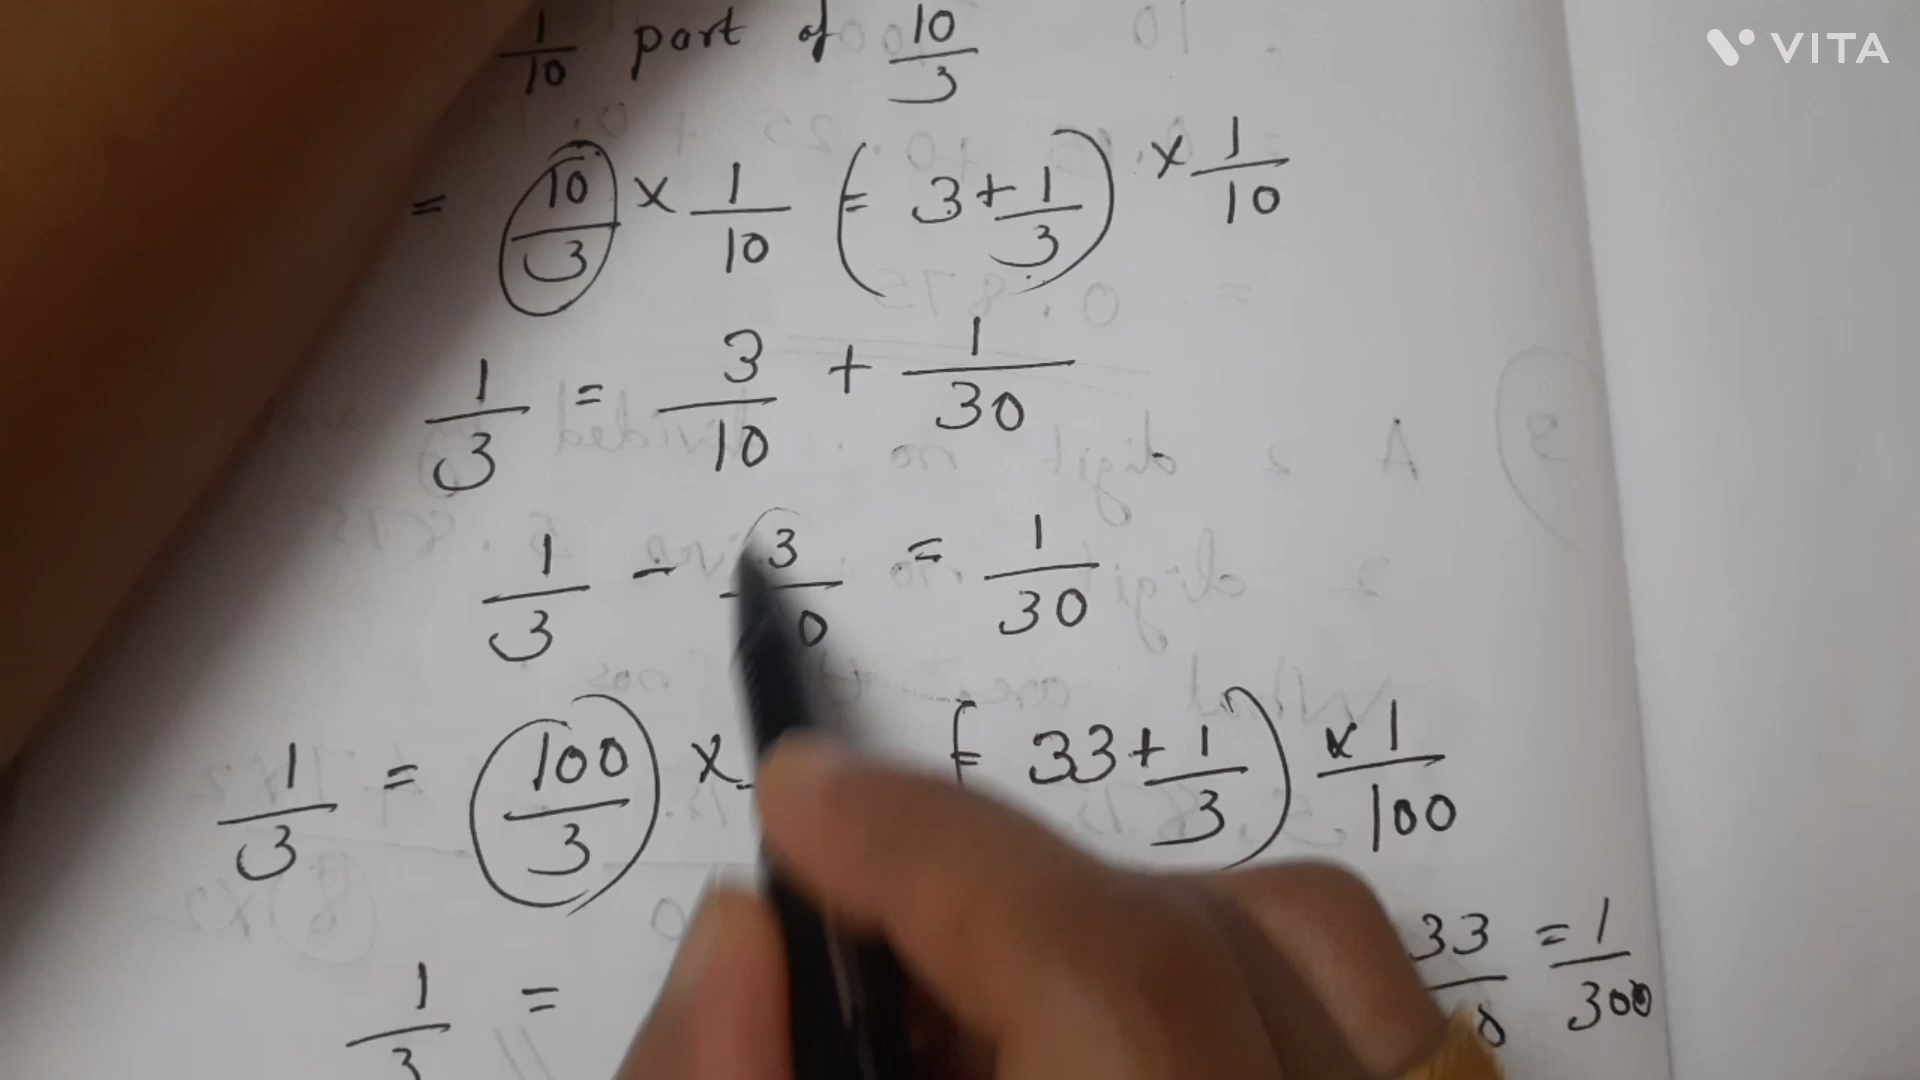 VITA
1/10 part of 10/3
= 10/3 × 1/10 (= 3 + 1/3) × 1/10
1/3 = 3/10 + 1/30
1/3 - 3/ 0 = 1/30
1/3 = 100/3 × (= 33 + 1/3) × 1/100
33/ 0 = 1/300
1/3 =